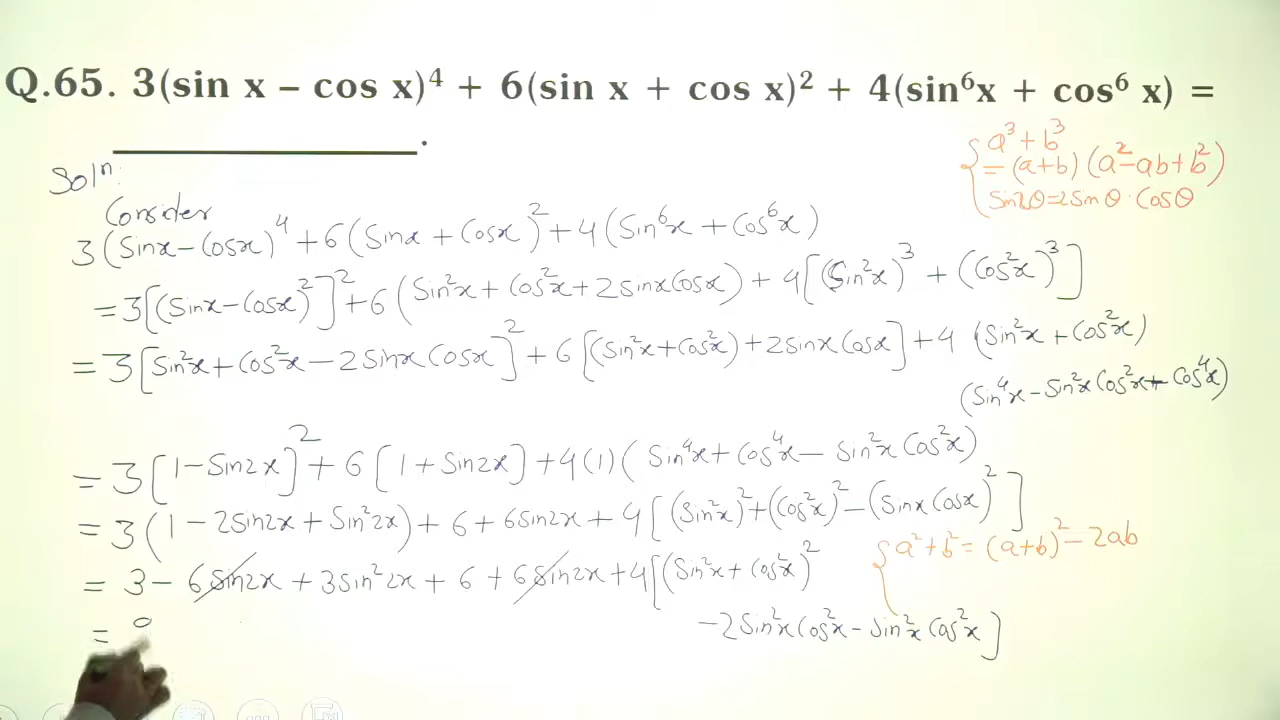 Q.65. 3(sin x – cos x)⁴ + 6(sin x + cos x)² + 4(sin⁶x + cos⁶ x) =
____________.
Soln:
{ a³ + b³
= (a+b) (a²-ab+b²)
Sin2θ=2Sinθ·Cosθ
Consider
3(Sinx-Cosx)⁴+6(Sinx+Cosx)²+4(Sin⁶x+Cos⁶x)
=3[(Sinx-Cosx)²]²+6(Sin²x+Cos²x+2sinxCosx)+4[(Sin²x)³+(Cos²x)³]
=3[Sin²x+Cos²x-2Sinx Cosx]²+6[(Sin²x+Cos²x)+2SinxCosx]+4 (Sin²x+Cos²x)
(Sin⁴x-Sin²xCos²x+Cos⁴x)
=3[1-Sin2x]²+6[1+Sin2x]+4(1)(Sin⁴x+Cos⁴x-Sin²xCos²x)
=3(1-2Sin2x+Sin²2x)+6+6Sin2x+4[(Sin²x)²+(Cos²x)²-(SinxCosx)²]
{ a²+b²=(a+b)²-2ab
= 3-6Sin2x+3Sin²2x+6+6Sin2x+4[(Sin²x+Cos²x)²
-2Sin²xCos²x-Sin²xCos²x]
=